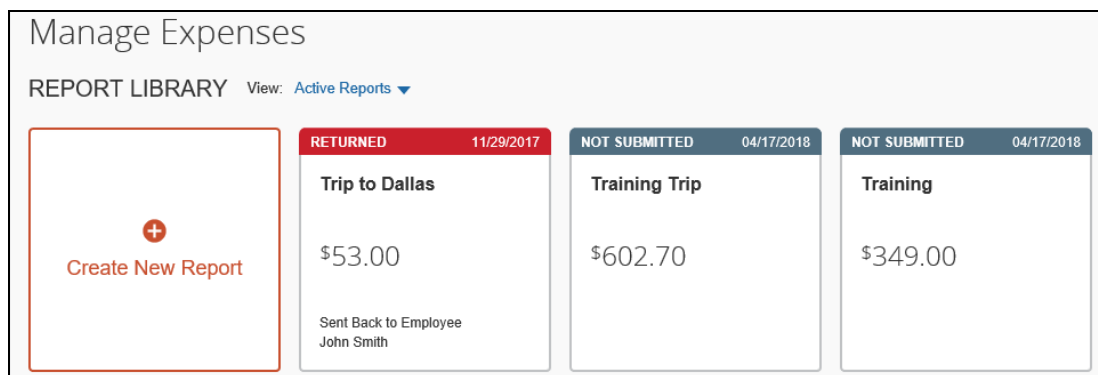 Manage Expenses
REPORT LIBRARY View: Active Reports
Create New Report
RETURNED 11/29/2017
Trip to Dallas
$53.00
Sent Back to Employee
John Smith
NOT SUBMITTED 04/17/2018
Training Trip
$602.70
NOT SUBMITTED 04/17/2018
Training
$349.00